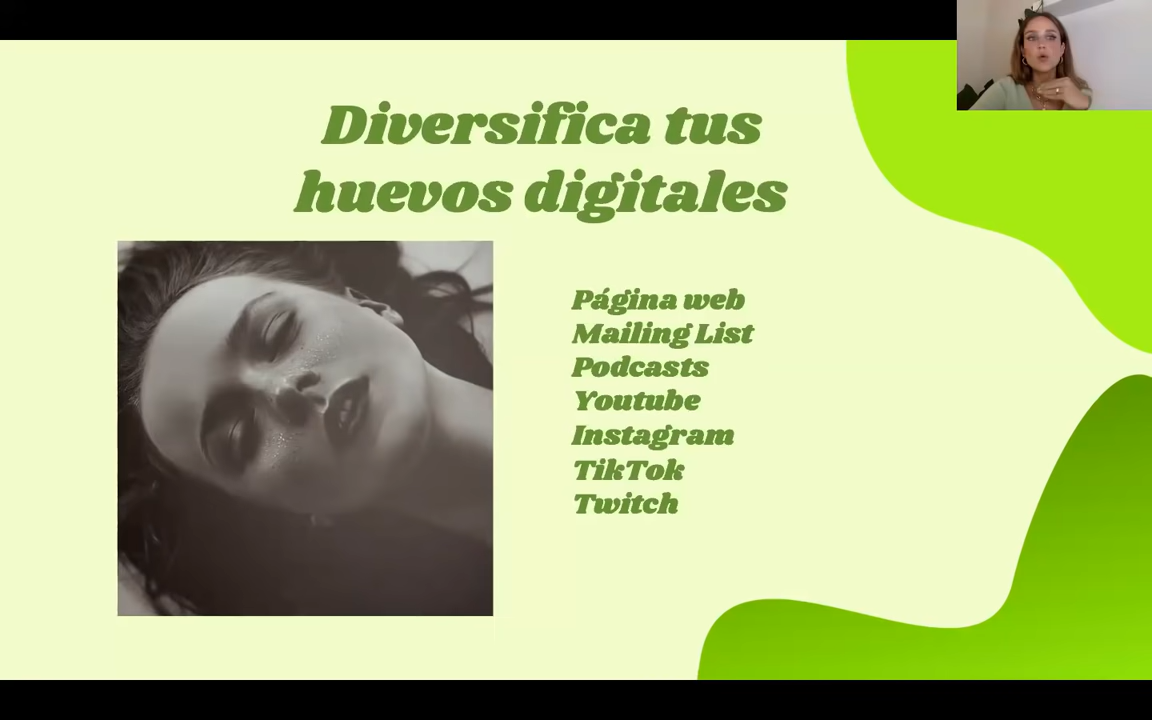 Diversifica tus
huevos digitales
Página web
Mailing List
Podcasts
Youtube
Instagram
TikTok
Twitch